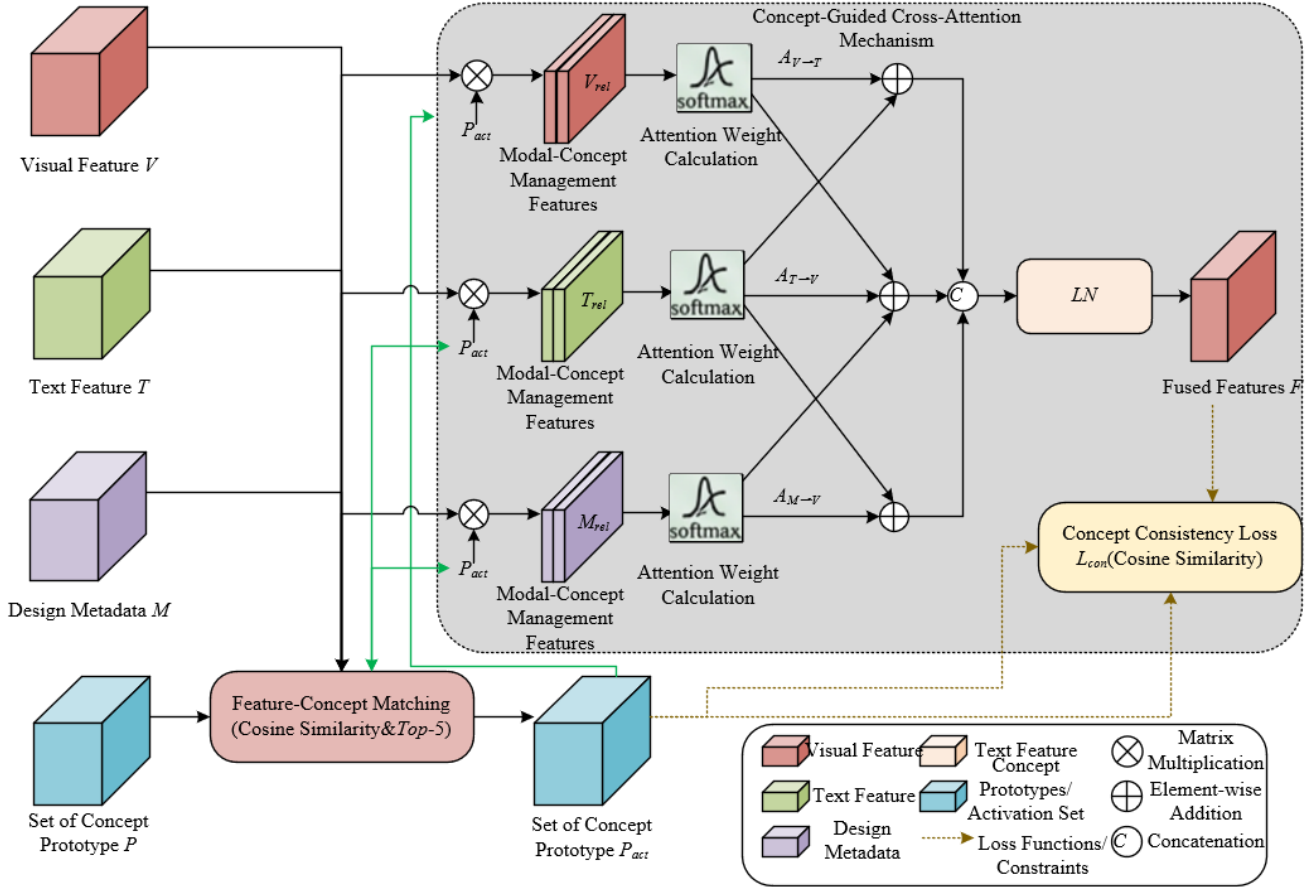 Concept-Guided Cross-Attention
Mechanism
Visual Feature V
P_act
V_rel
Modal-Concept
Management
Features
softmax
Attention Weight
Calculation
A_V→T
Text Feature T
P_act
T_rel
Modal-Concept
Management
Features
softmax
Attention Weight
Calculation
A_T→V
C
LN
Fused Features F
Design Metadata M
P_act
M_rel
Modal-Concept
Management
Features
softmax
Attention Weight
Calculation
A_M→V
Concept Consistency Loss
L_con(Cosine Similarity)
Set of Concept
Prototype P
Feature-Concept Matching
(Cosine Similarity&Top-5)
Set of Concept
Prototype P_act
Visual Feature
Text Feature
Concept
Matrix
Multiplication
Text Feature
Prototypes/
Activation Set
Element-wise
Addition
Design
Metadata
Loss Functions/
Constraints
C
Concatenation